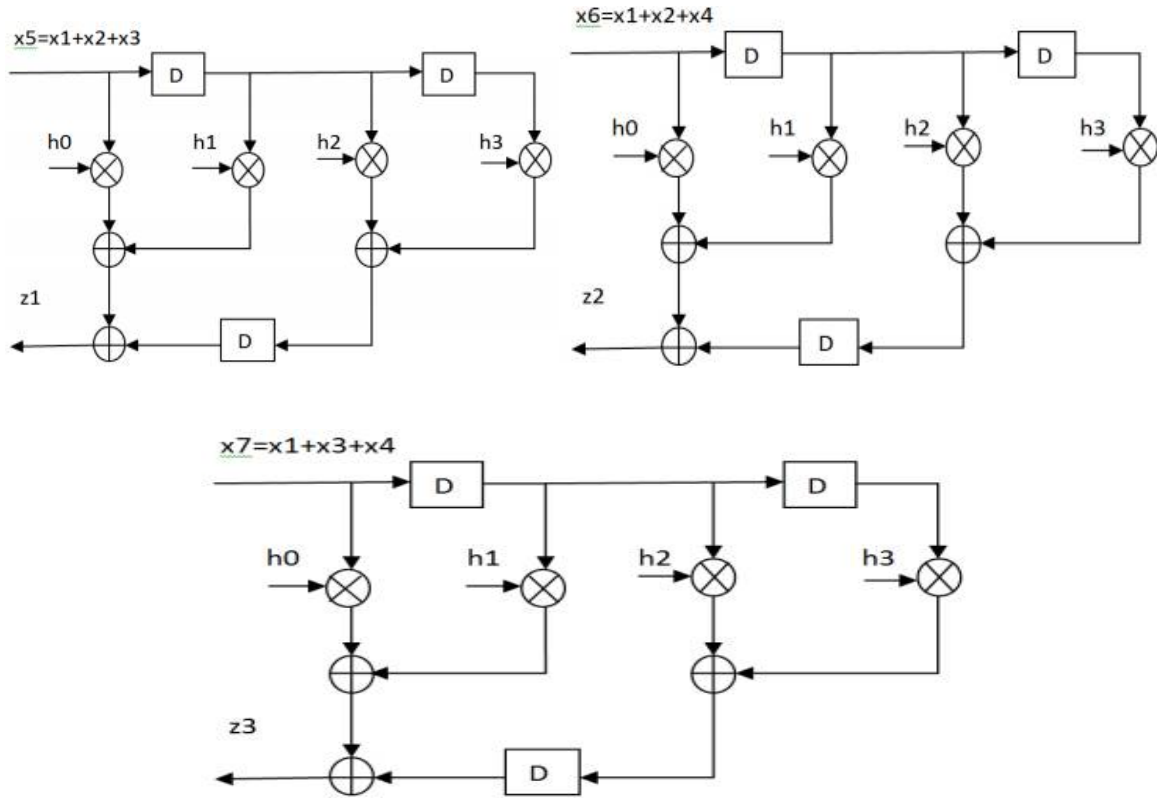 x5=x1+x2+x3
D
D
h0
h1
h2
h3
z1
D
x6=x1+x2+x4
D
D
h0
h1
h2
h3
z2
D
x7=x1+x3+x4
D
D
h0
h1
h2
h3
z3
D